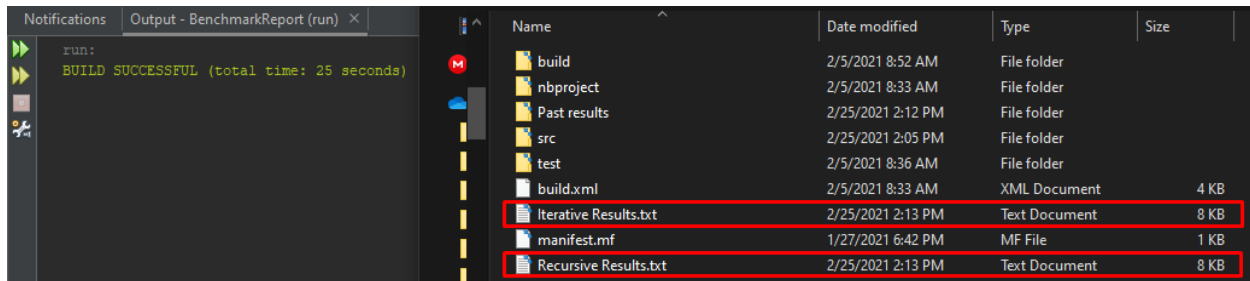 Notifications Output - BenchmarkReport (run) ×
run:
BUILD SUCCESSFUL (total time: 25 seconds)
Name Date modified Type Size
build 2/5/2021 8:52 AM File folder
nbproject 2/5/2021 8:33 AM File folder
Past results 2/25/2021 2:12 PM File folder
src 2/25/2021 2:05 PM File folder
test 2/5/2021 8:36 AM File folder
build.xml 2/5/2021 8:33 AM XML Document 4 KB
Iterative Results.txt 2/25/2021 2:13 PM Text Document 8 KB
manifest.mf 1/27/2021 6:42 PM MF File 1 KB
Recursive Results.txt 2/25/2021 2:13 PM Text Document 8 KB